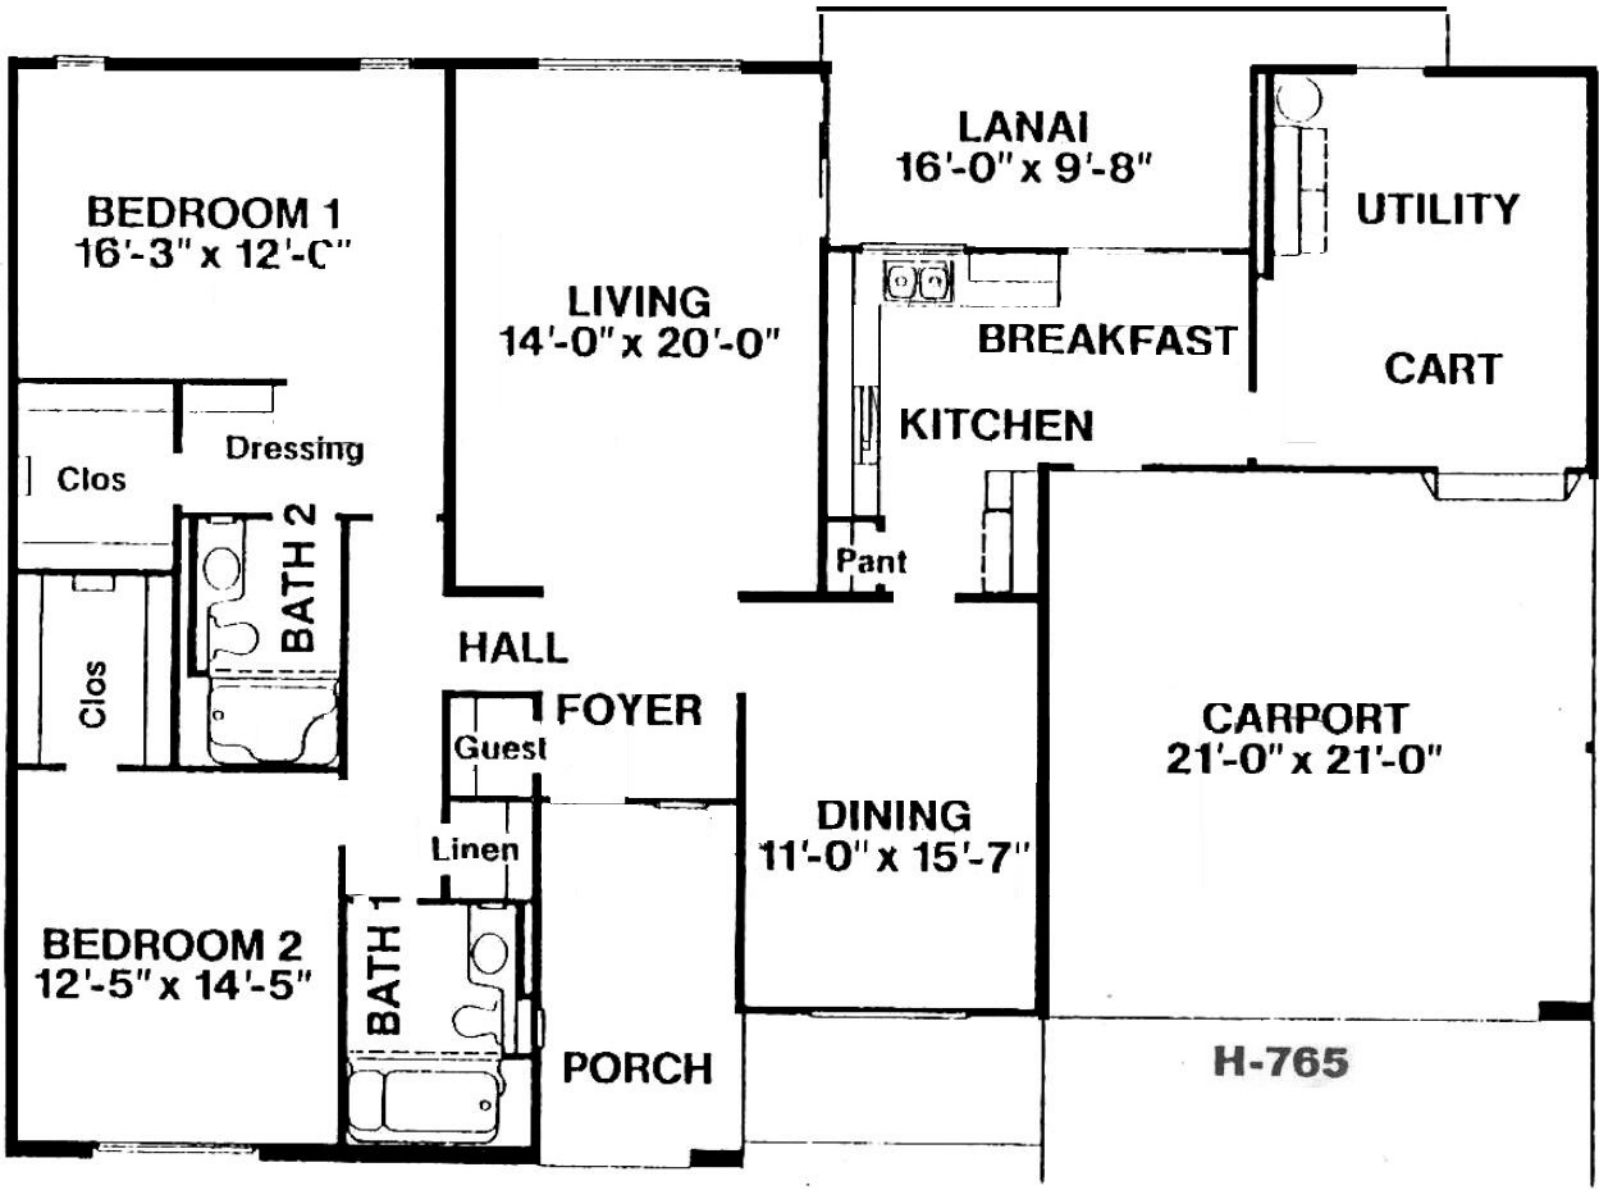 LANAI
16'-0" x 9'-8"
UTILITY
BEDROOM 1
16'-3" x 12'-0"
LIVING
14'-0" x 20'-0"
BREAKFAST
CART
KITCHEN
Dressing
Clos
BATH 2
Pant
HALL
Clos
FOYER
Guest
CARPORT
21'-0" x 21'-0"
DINING
11'-0" x 15'-7"
Linen
BEDROOM 2
12'-5" x 14'-5"
BATH 1
PORCH
H-765